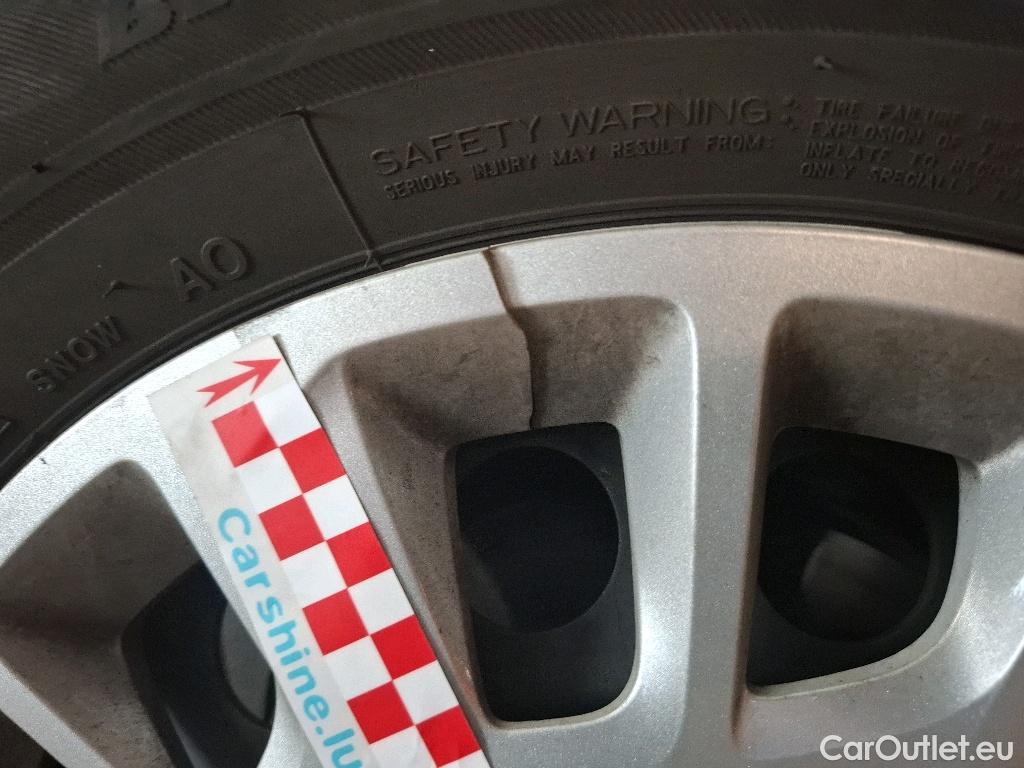 SAFETY WARNING:
SERIOUS INJURY MAY RESULT FROM:
TIRE FAILURE
EXPLOSION OF
INFLATE TO
ONLY SPECIALLY
AO
SNOW
Carshine.lu
CarOutlet.eu